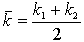 k̄ = (k₁ + k₂) / 2